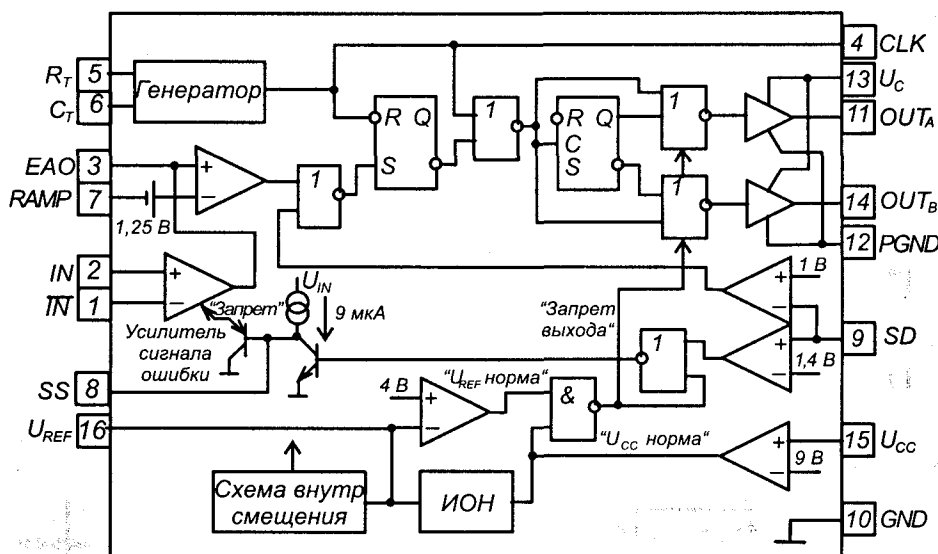 R_T 5
C_T 6
Генератор
4 CLK
13 U_C
11 OUT_A
14 OUT_B
12 PGND
R Q
S
1
R Q
C
S
1
1
EAO 3
RAMP 7
+
−
1,25 В
1
IN 2
I̅N̅ 1
+
−
"Запрет"
Усилитель
сигнала
ошибки
U_IN
9 мкА
"Запрет
выхода"
1 В
+
−
+
−
1,4 В
9 SD
1
SS 8
U_REF 16
4 В
+
−
"U_REF норма"
&
"U_CC норма"
+
−
9 В
15 U_CC
Схема внутр
смещения
ИОН
10 GND